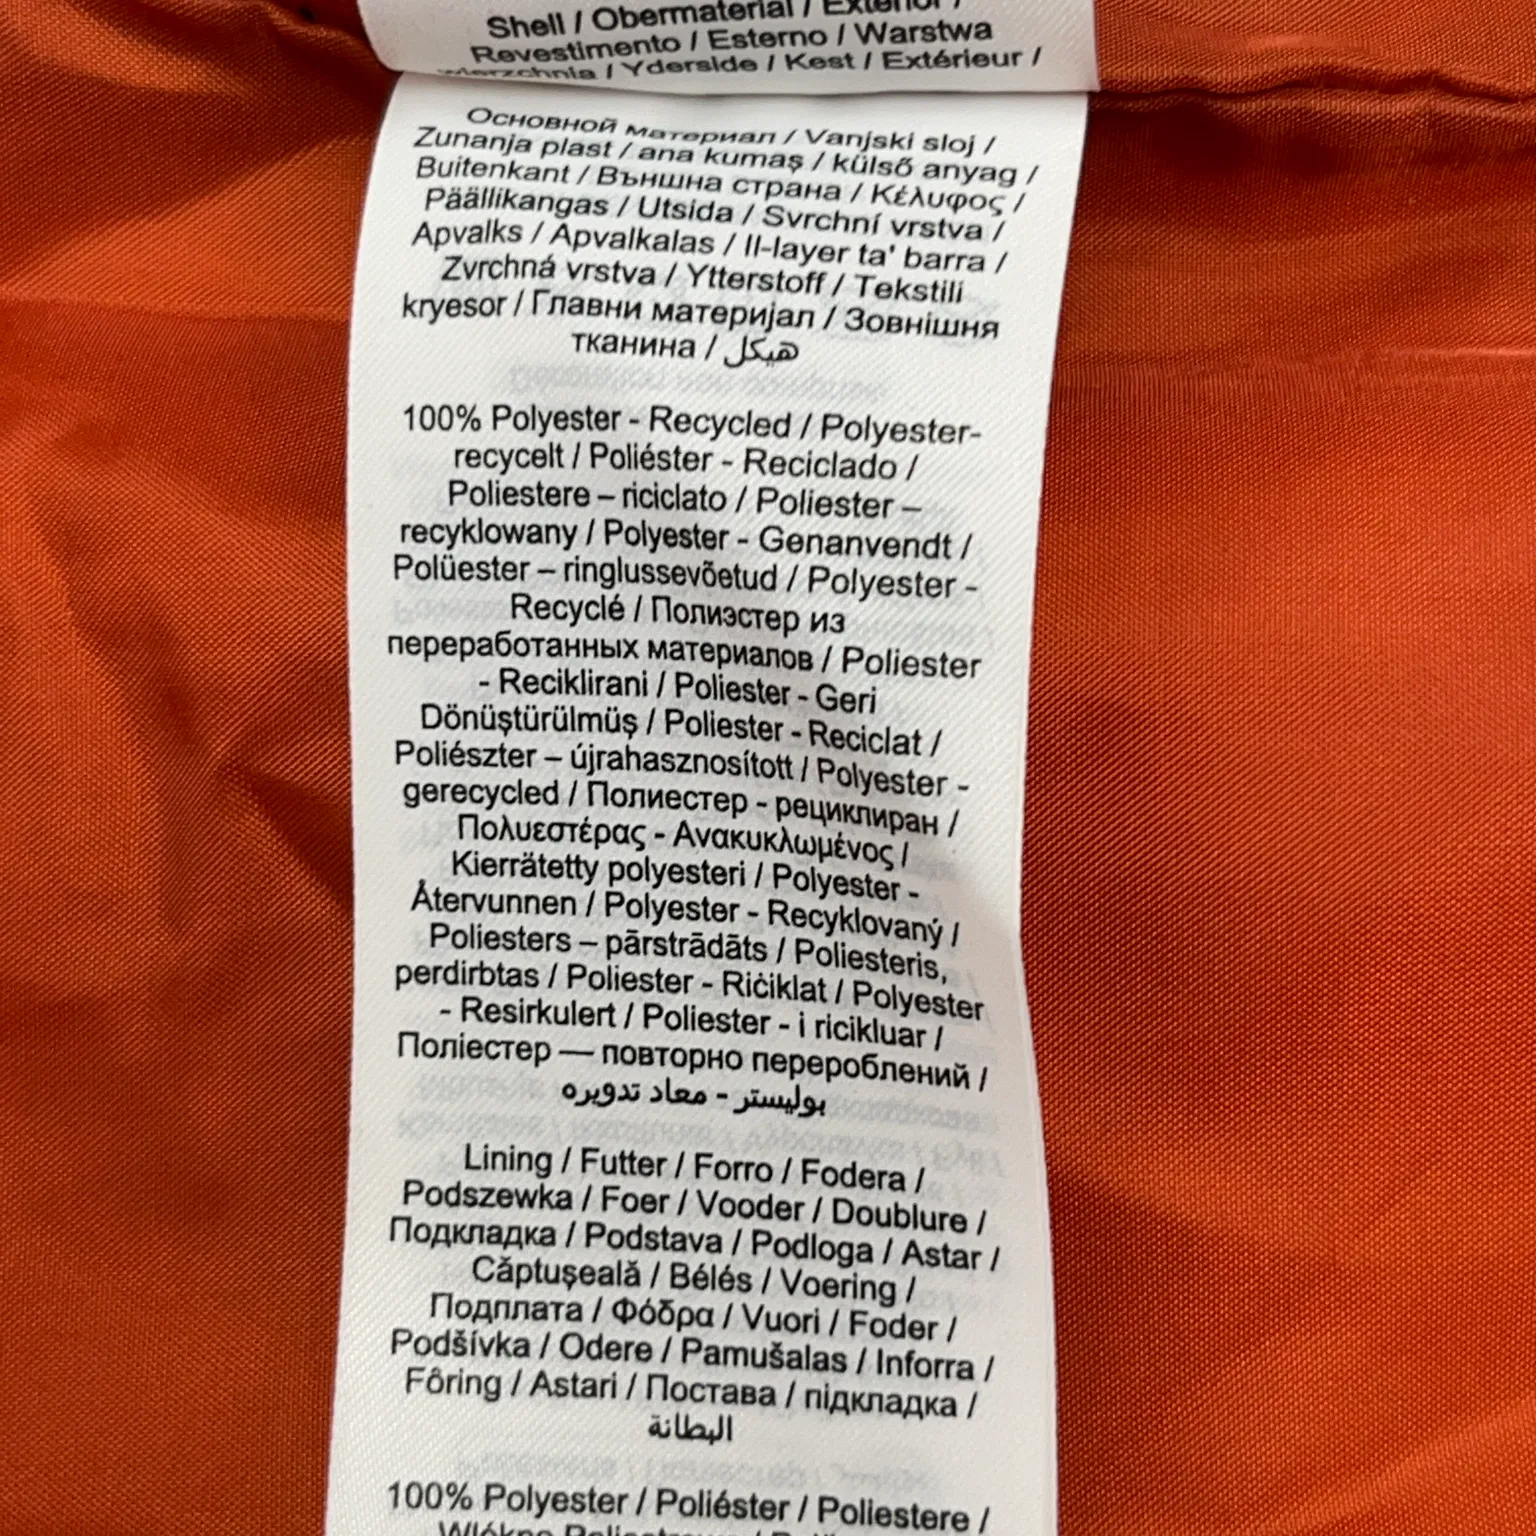 Shell / Obermaterial / Exterior /
Revestimento / Esterno / Warstwa
wierzchnia / Yderside / Kest / Extérieur /
Основной материал / Vanjski sloj /
Zunanja plast / ana kumaş / külső anyag /
Buitenkant / Външна страна / Κέλυφος /
Päällikangas / Utsida / Svrchní vrstva /
Apvalks / Apvalkalas / Il-layer ta' barra /
Zvrchná vrstva / Ytterstoff / Tekstili
kryesor / Главни материјал / Зовнішня
тканина / هيكل
100% Polyester - Recycled / Polyester-
recycelt / Poliéster - Reciclado /
Poliestere – riciclato / Poliester –
recyklowany / Polyester - Genanvendt /
Polüester – ringlussevõetud / Polyester -
Recyclé / Полиэстер из
переработанных материалов / Poliester
- Reciklirani / Poliester - Geri
Dönüştürülmüş / Poliester - Reciclat /
Poliészter – újrahasznosított / Polyester -
gerecycled / Полиестер - рециклиран /
Πολυεστέρας - Ανακυκλωμένος /
Kierrätetty polyesteri / Polyester -
Återvunnen / Polyester - Recyklovaný /
Poliesters – pārstrādāts / Poliesteris,
perdirbtas / Poliester - Riċiklat / Polyester
- Resirkulert / Poliester - i ricikluar /
Поліестер — повторно перероблений /
بوليستر - معاد تدويره
Lining / Futter / Forro / Fodera /
Podszewka / Foer / Vooder / Doublure /
Подкладка / Podstava / Podloga / Astar /
Căptușeală / Bélés / Voering /
Подплата / Φόδρα / Vuori / Foder /
Podšívka / Odere / Pamušalas / Inforra /
Fôring / Astari / Постава / підкладка /
البطانة
100% Polyester / Poliéster / Poliestere /